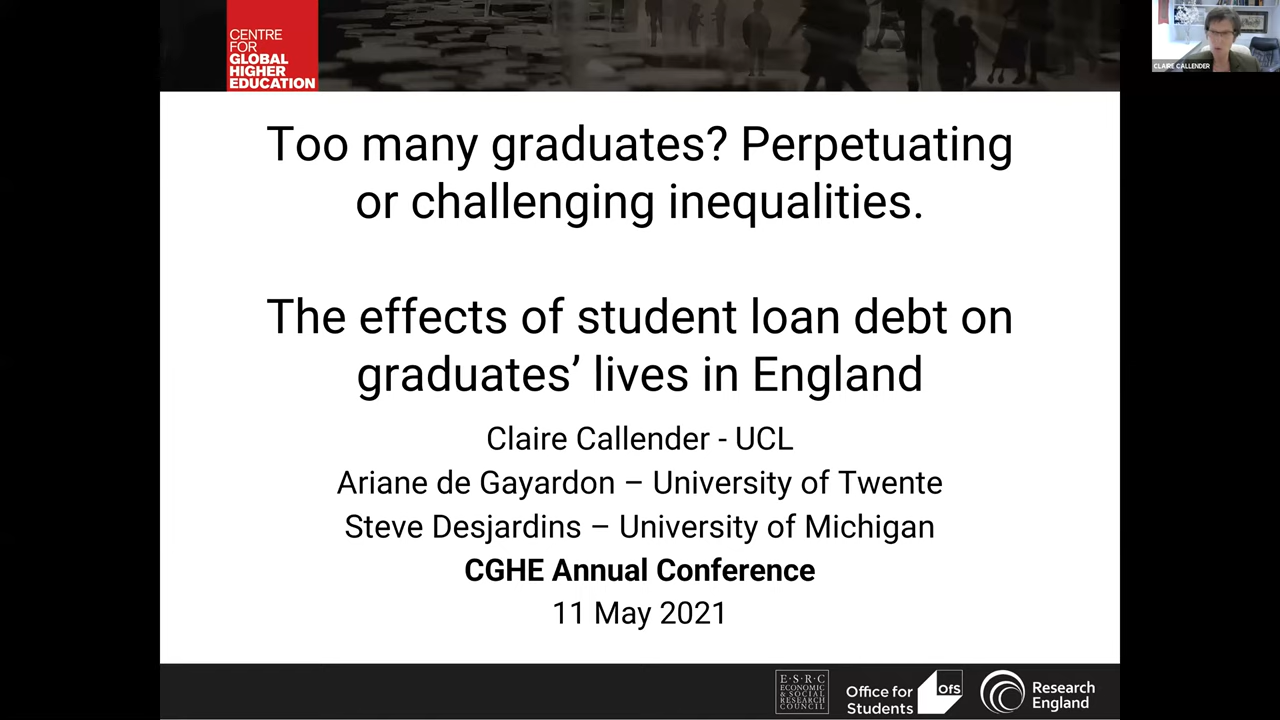 CENTRE
FOR
GLOBAL
HIGHER
EDUCATION
CLAIRE CALLENDER
Too many graduates? Perpetuating
or challenging inequalities.
The effects of student loan debt on
graduates’ lives in England
Claire Callender - UCL
Ariane de Gayardon – University of Twente
Steve Desjardins – University of Michigan
CGHE Annual Conference
11 May 2021
E·S·R·C
ECONOMIC
& SOCIAL
RESEARCH
COUNCIL
Office for
Students
OfS
Research
England